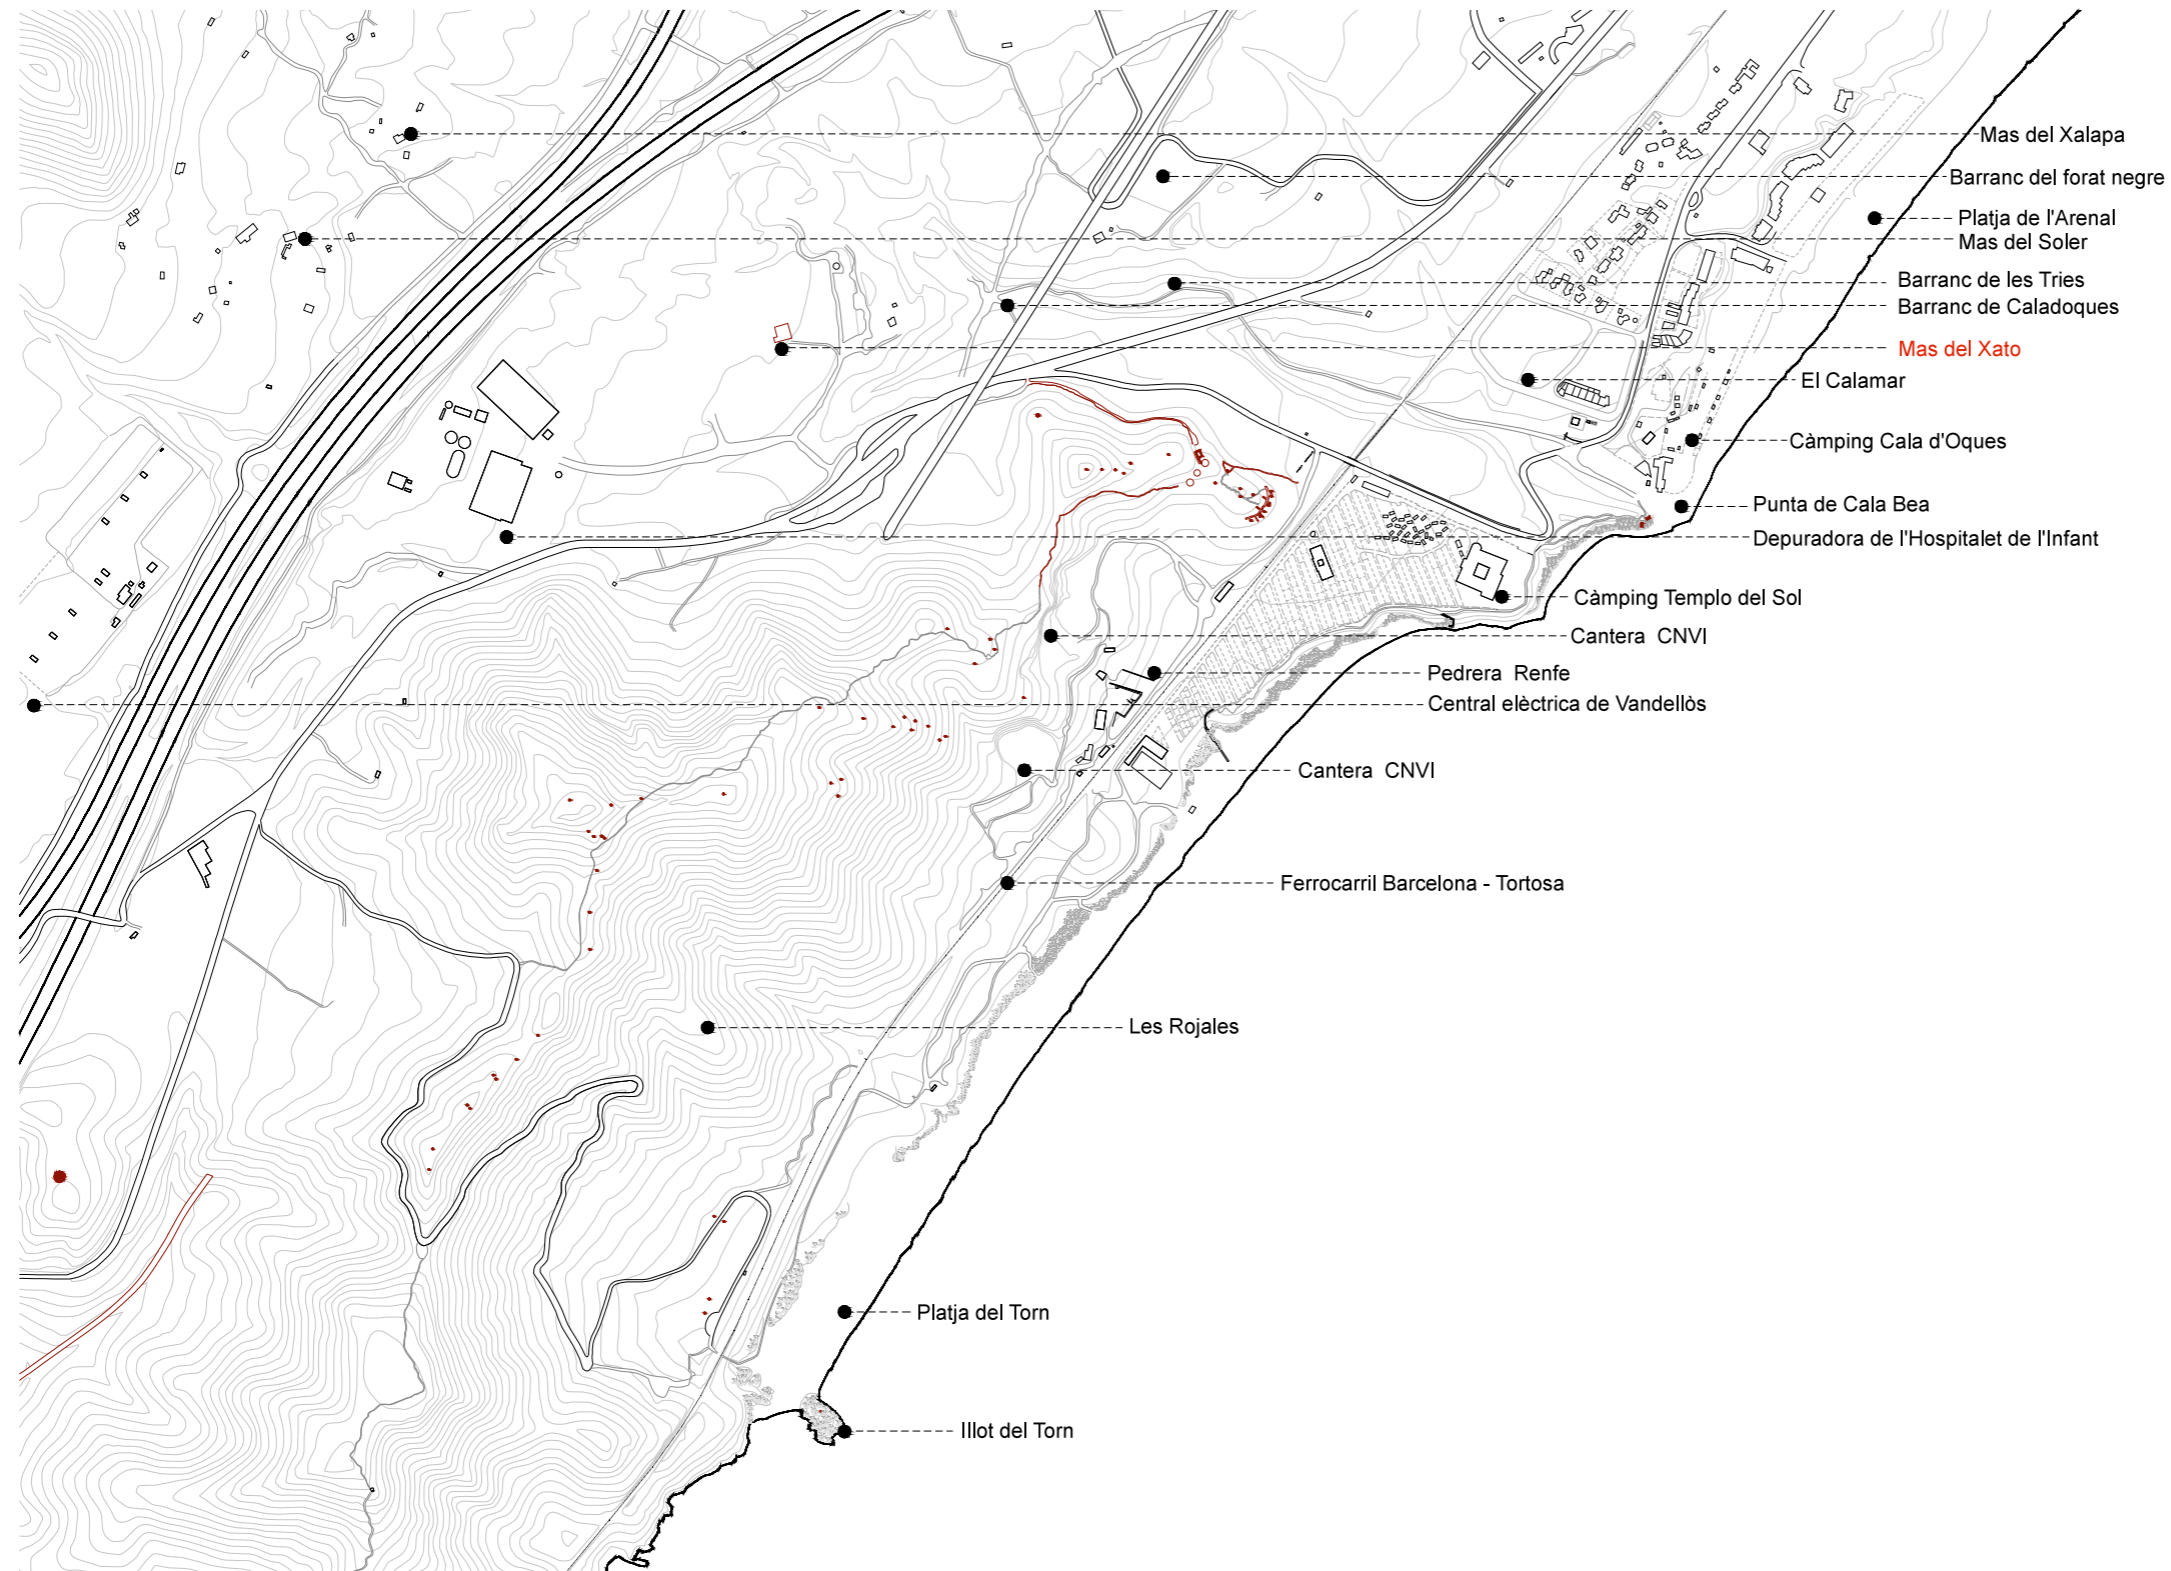 Mas del Xalapa
Barranc del forat negre
Platja de l'Arenal
Mas del Soler
Barranc de les Tries
Barranc de Caladoques
Mas del Xato
El Calamar
Càmping Cala d'Oques
Punta de Cala Bea
Depuradora de l'Hospitalet de l'Infant
Càmping Templo del Sol
Cantera CNVI
Pedrera Renfe
Central elèctrica de Vandellòs
Cantera CNVI
Ferrocarril Barcelona - Tortosa
Les Rojales
Platja del Torn
Illot del Torn